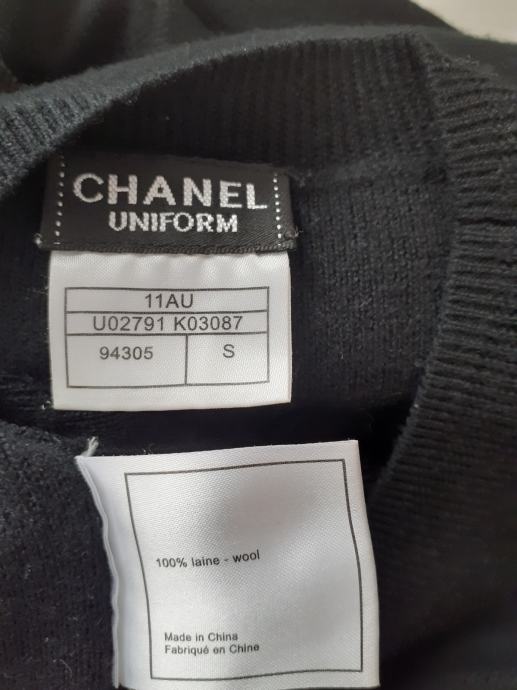 CHANEL
UNIFORM
11AU
U02791 K03087
94305 S
100% laine - wool
Made in China
Fabriqué en Chine